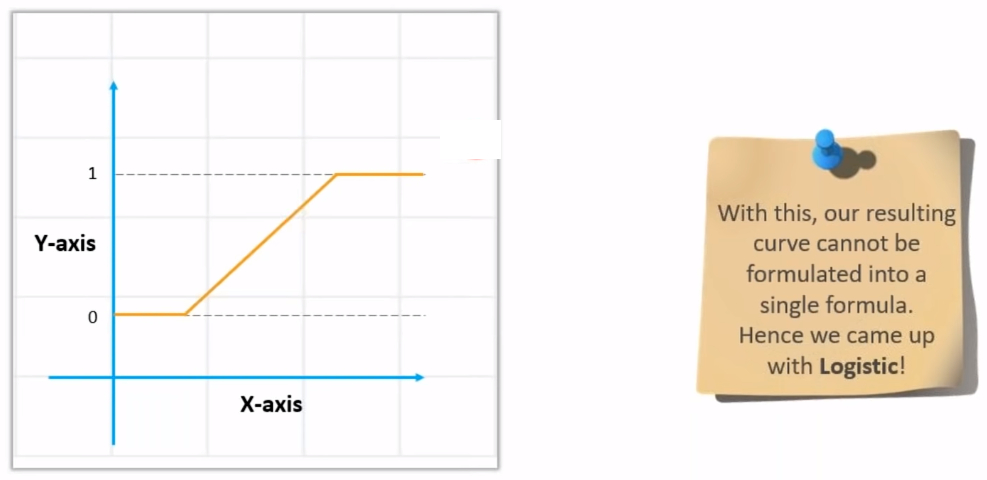 1
Y-axis
0
X-axis
With this, our resulting
curve cannot be
formulated into a
single formula.
Hence we came up
with Logistic!